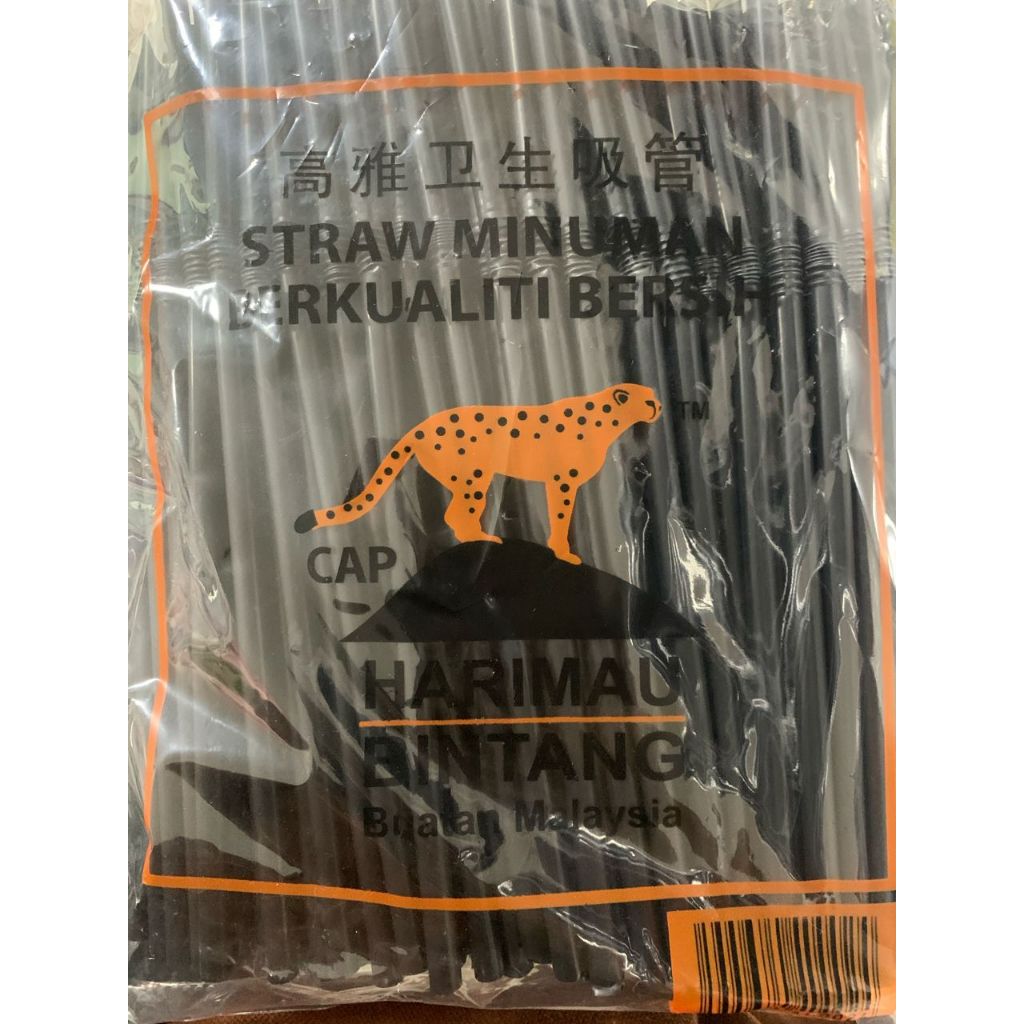 高雅卫生吸管
STRAW MINUMAN
BERKUALITI BERSIH
TM
CAP
HARIMAU
BINTANG
Buatan Malaysia